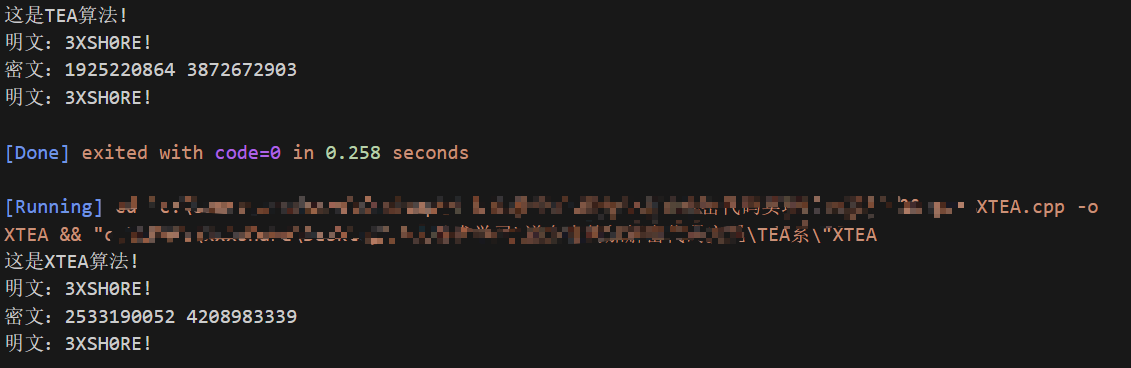 这是TEA算法!
明文: 3XSH0RE!
密文: 1925220864 3872672903
明文: 3XSH0RE!
[Done] exited with code=0 in 0.258 seconds
[Running] XTEA.cpp -o
XTEA && "c \TEA系\"XTEA
这是XTEA算法!
明文: 3XSH0RE!
密文: 2533190052 4208983339
明文: 3XSH0RE!